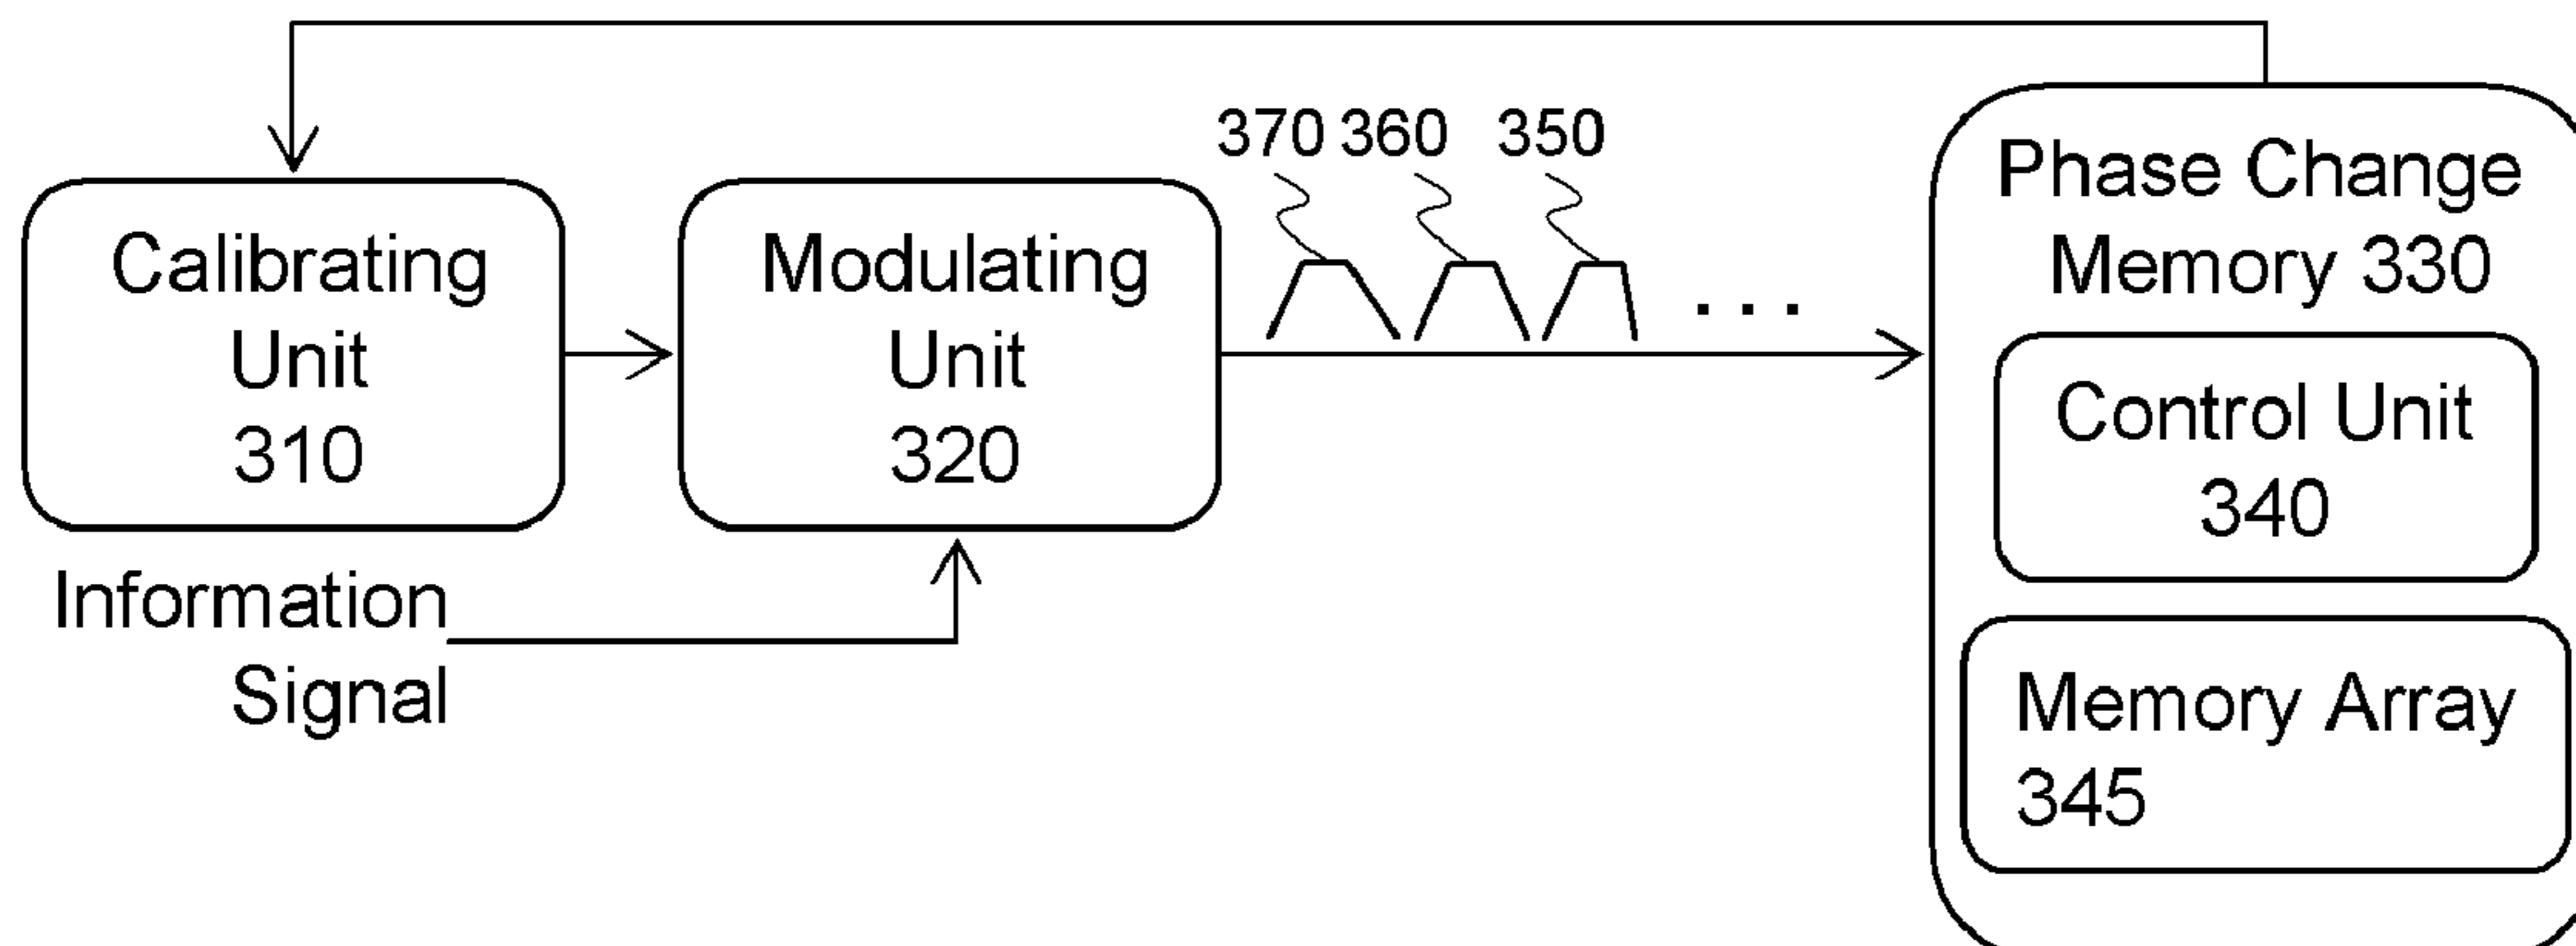 370 360 350
Calibrating
Unit
310
Modulating
Unit
320
. . .
Phase Change
Memory 330
Control Unit
340
Memory Array
345
Information
Signal